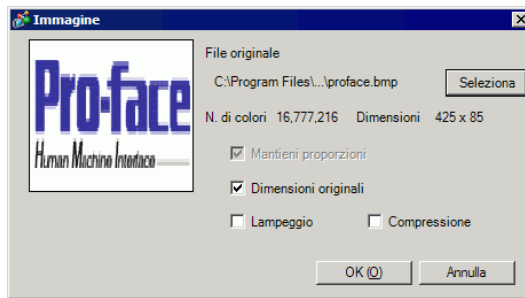 Immagine
File originale
C:\Program Files\...\proface.bmp
Seleziona
N. di colori 16,777,216 Dimensioni 425 x 85
Mantieni proporzioni
Dimensioni originali
Lampeggio Compressione
OK (O) Annulla
Pro-face
Human Machine Interface